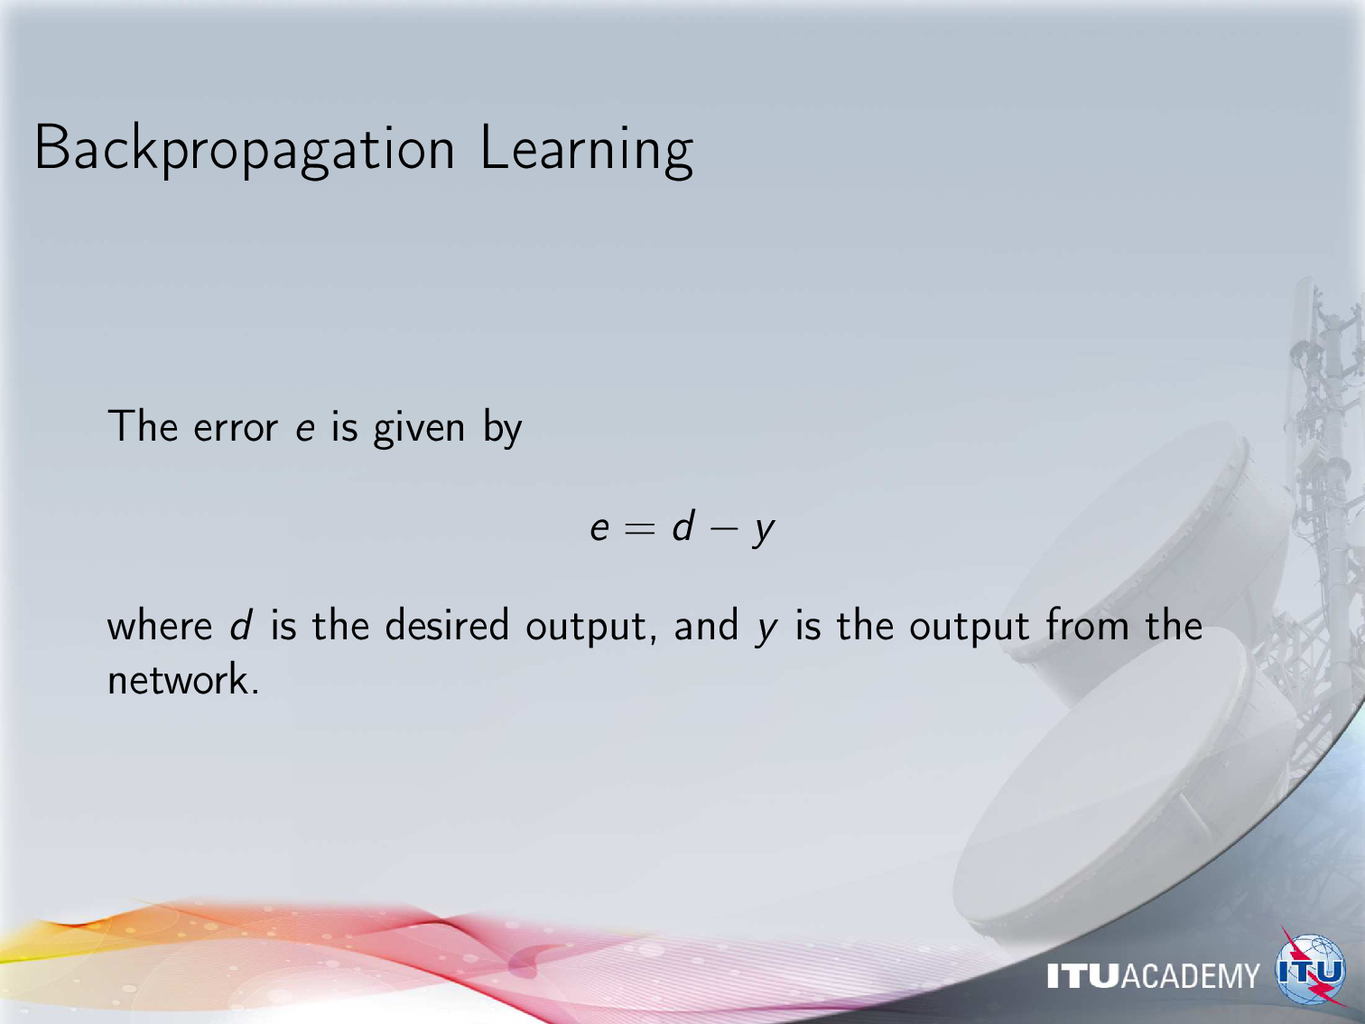 Backpropagation Learning
The error e is given by
e = d − y
where d is the desired output, and y is the output from the
network.
ITUACADEMY
ITU